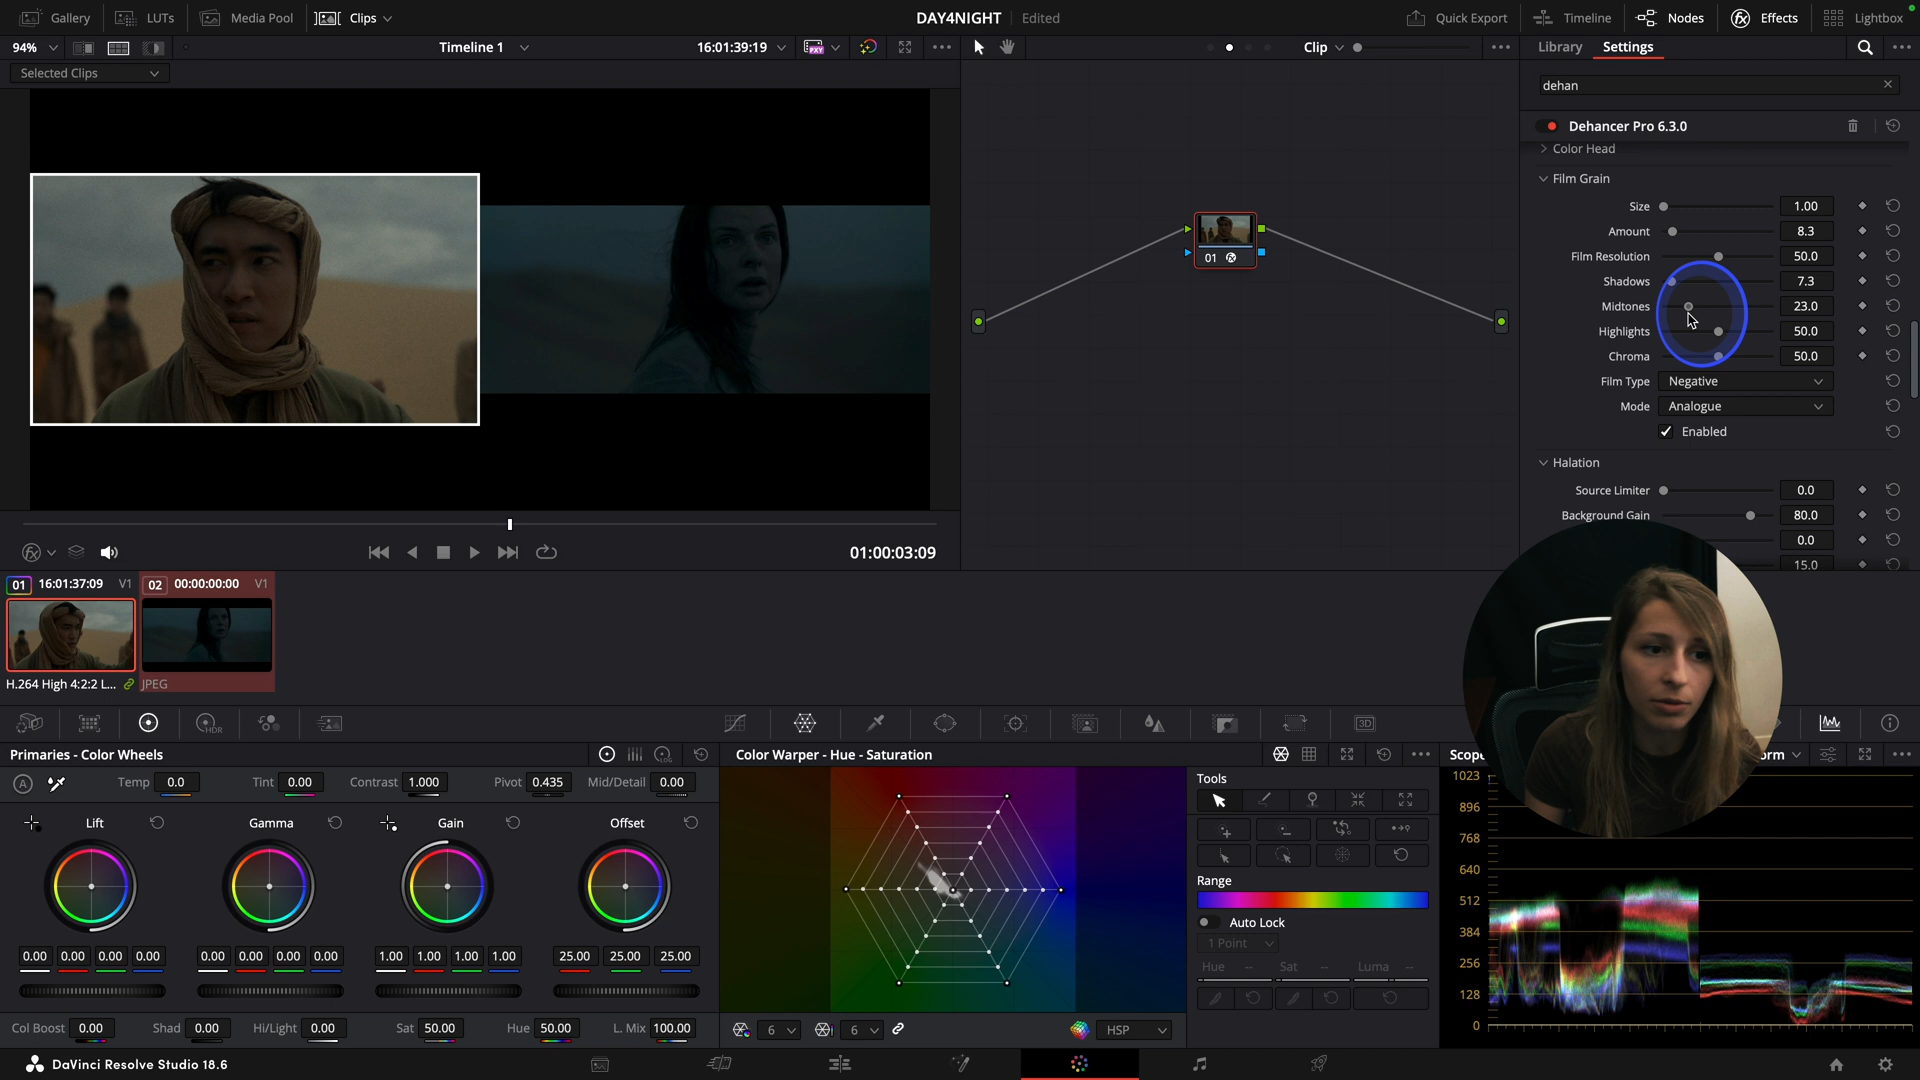 Gallery LUTs Media Pool Clips DAY4NIGHT Edited Quick Export Timeline Nodes Effects Lightbox
94% Timeline 1 16:01:39:19 PXY Clip Library Settings
Selected Clips
dehan
Dehancer Pro 6.3.0
Color Head
Film Grain
Size 1.00
Amount 8.3
Film Resolution 50.0
Shadows 7.3
Midtones 23.0
Highlights 50.0
Chroma 50.0
Film Type Negative
Mode Analogue
Enabled
Halation
Source Limiter 0.0
Background Gain 80.0
0.0
15.0
01
01:00:03:09
01 16:01:37:09 V1 02 00:00:00:00 V1
H.264 High 4:2:2 L... JPEG
HDR 3D
Primaries - Color Wheels LOG Color Warper - Hue - Saturation Scope
orm
A Temp 0.0 Tint 0.00 Contrast 1.000 Pivot 0.435 Mid/Detail 0.00
Lift Gamma Gain Offset
0.00 0.00 0.00 0.00 0.00 0.00 0.00 0.00 1.00 1.00 1.00 1.00 25.00 25.00 25.00
Col Boost 0.00 Shad 0.00 Hi/Light 0.00 Sat 50.00 Hue 50.00 L. Mix 100.00
6 6 HSP
Tools
Range
Auto Lock
1 Point
Hue -- Sat -- Luma --
1023
896
768
640
512
384
256
128
0
DaVinci Resolve Studio 18.6